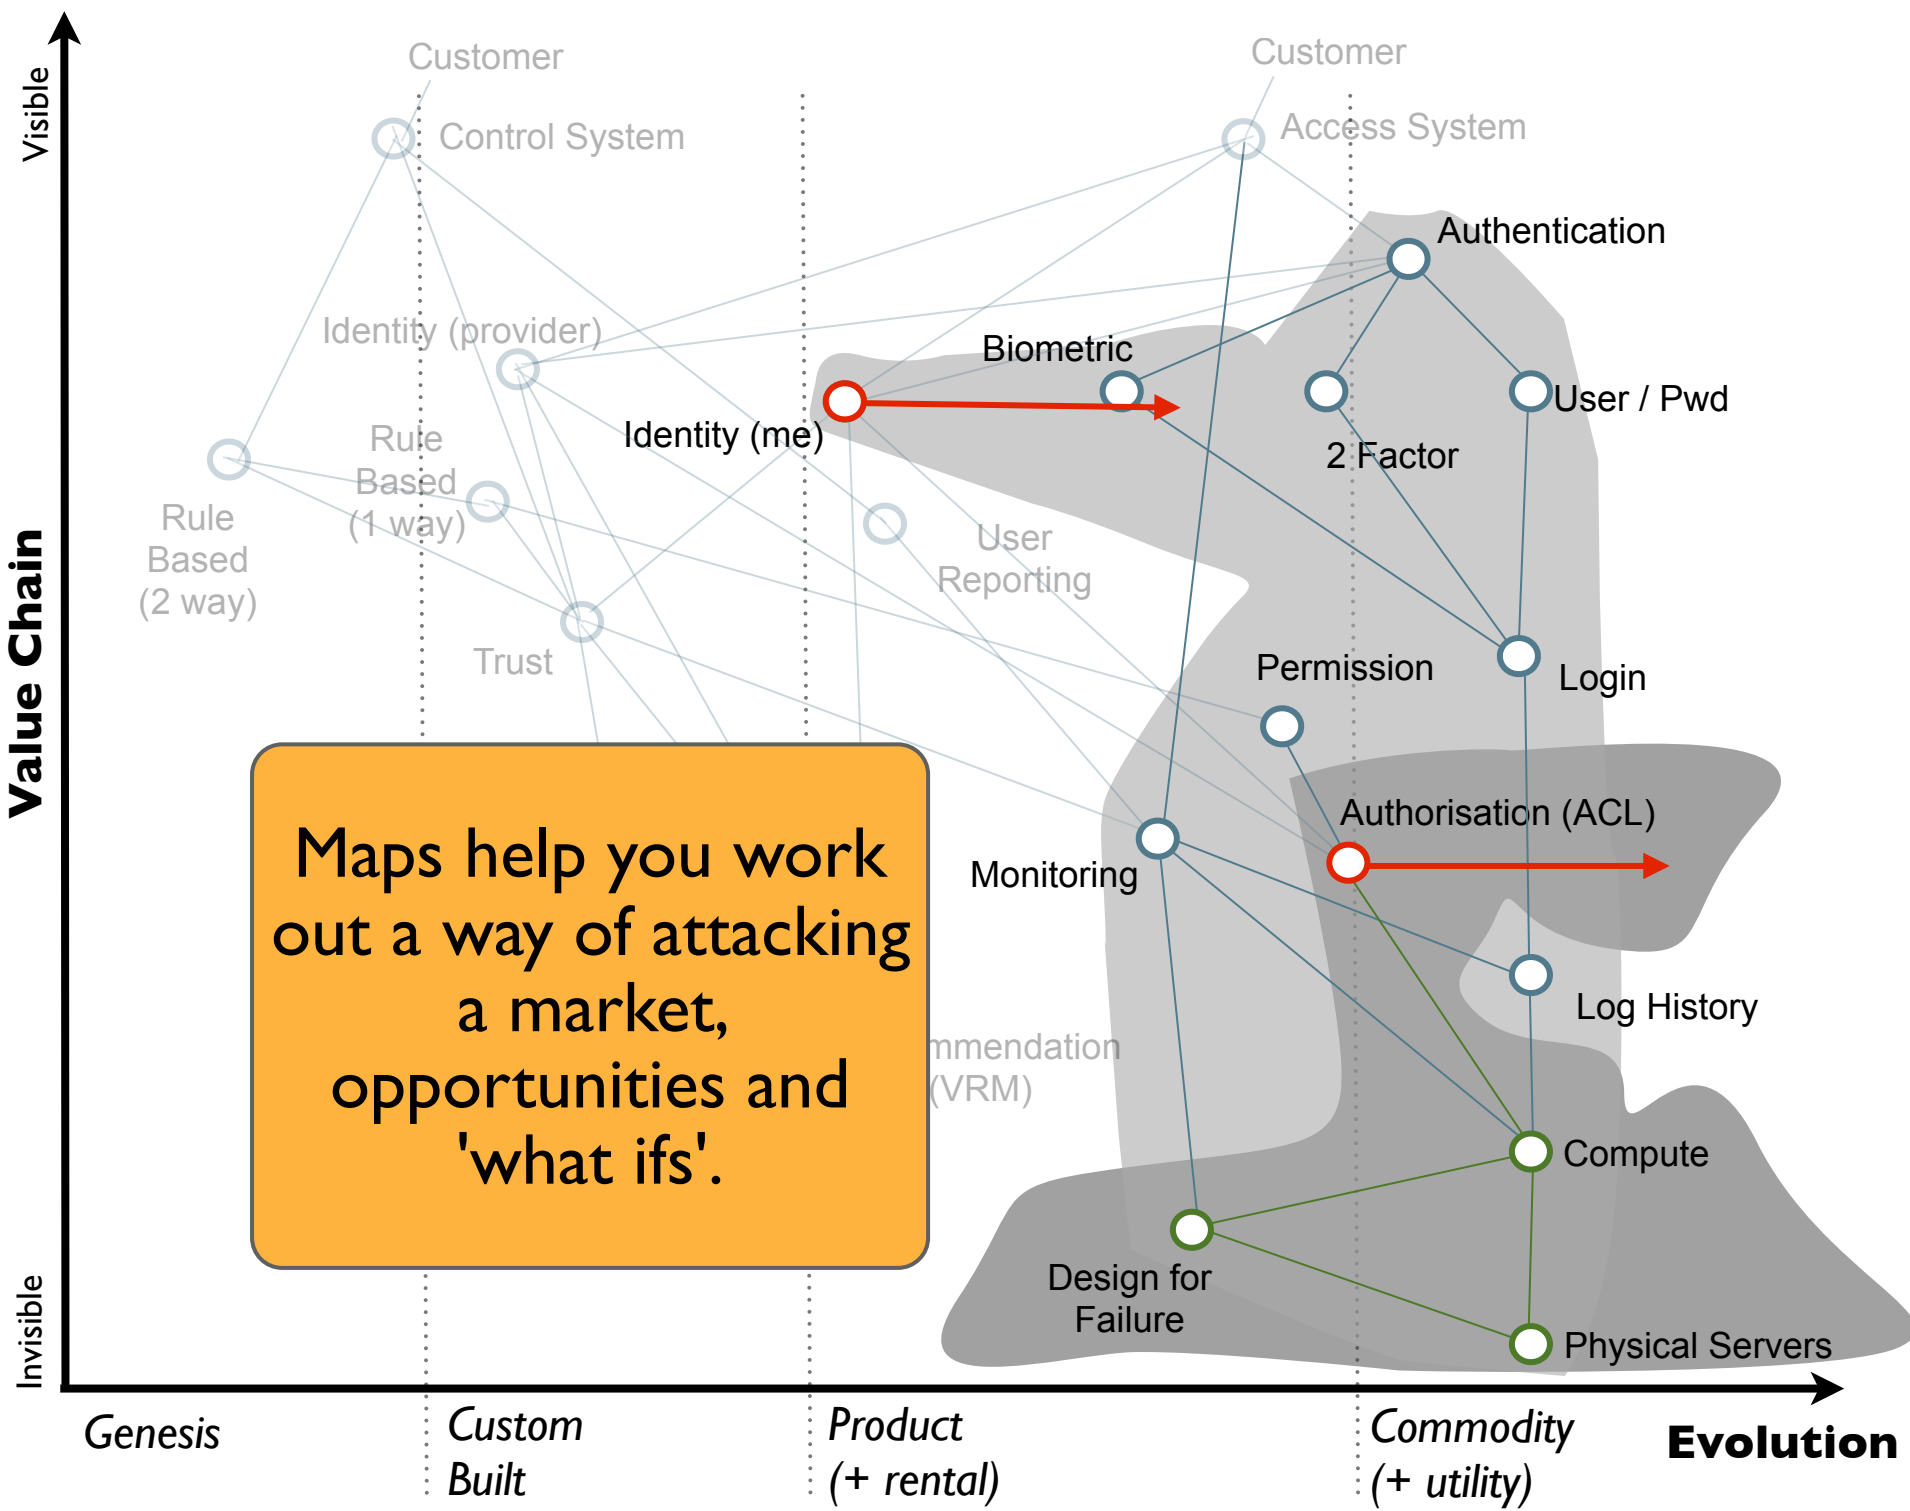 Customer
Customer
Visible
Control System
Access System
Authentication
Identity (provider)
Biometric
User / Pwd
Identity (me)
2 Factor
Rule
Based
(1 way)
Rule
Based
(2 way)
User
Reporting
Value Chain
Trust
Permission
Login
Authorisation (ACL)
Monitoring
Maps help you work
out a way of attacking
a market,
opportunities and
'what ifs'.
Log History
(VRM)
Compute
Design for
Failure
Physical Servers
Invisible
Genesis
Custom
Built
Product
(+ rental)
Commodity
(+ utility)
Evolution